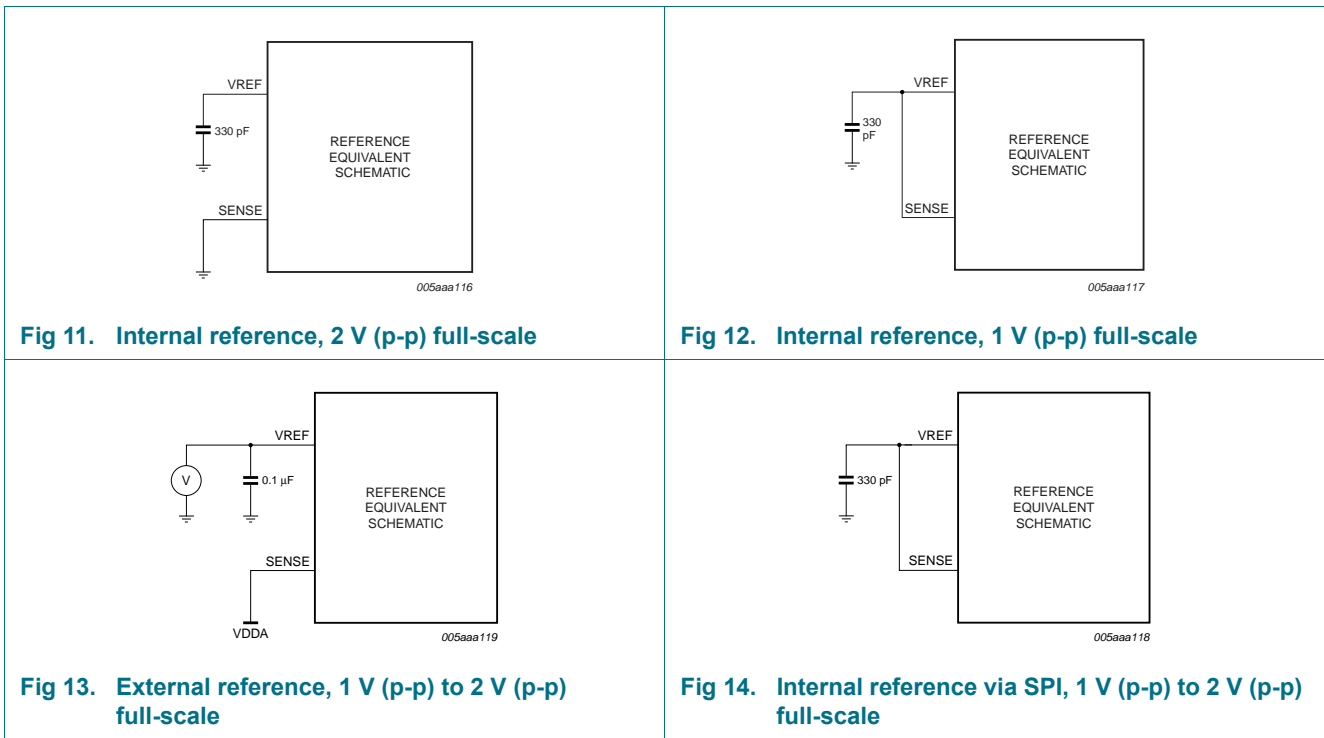 VREF
330 pF
REFERENCE
EQUIVALENT
SCHEMATIC
SENSE
005aaa116
Fig 11. Internal reference, 2 V (p-p) full-scale
VREF
330
pF
REFERENCE
EQUIVALENT
SCHEMATIC
SENSE
005aaa117
Fig 12. Internal reference, 1 V (p-p) full-scale
VREF
V
0.1 μF
REFERENCE
EQUIVALENT
SCHEMATIC
SENSE
VDDA
005aaa119
Fig 13. External reference, 1 V (p-p) to 2 V (p-p)
full-scale
VREF
330 pF
REFERENCE
EQUIVALENT
SCHEMATIC
SENSE
005aaa118
Fig 14. Internal reference via SPI, 1 V (p-p) to 2 V (p-p)
full-scale